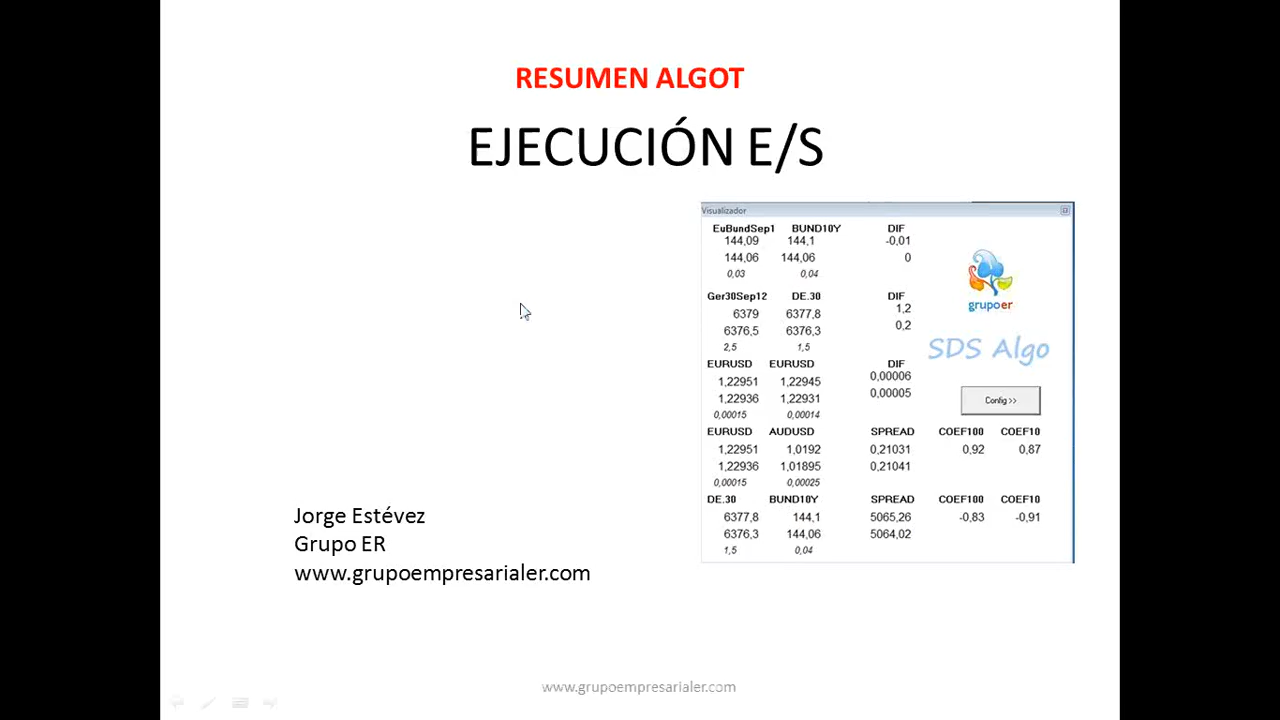 RESUMEN ALGOT
EJECUCIÓN E/S
Visualizador
EuBundSep1 BUND10Y DIF
144,09 144,1 -0,01
144,06 144,06 0
0,03 0,04
grupoer
Ger30Sep12 DE.30 DIF
6379 6377,8 1,2
6376,5 6376,3 0,2
2,5 1,5
SDS Algo
EURUSD EURUSD DIF
1,22951 1,22945 0,00006
1,22936 1,22931 0,00005
0,00015 0,00014
Config >>
EURUSD AUDUSD SPREAD COEF100 COEF10
1,22951 1,0192 0,21031 0,92 0,87
1,22936 1,01895 0,21041
0,00015 0,00025
DE.30 BUND10Y SPREAD COEF100 COEF10
6377,8 144,1 5065,26 -0,83 -0,91
6376,3 144,06 5064,02
1,5 0,04
Jorge Estévez
Grupo ER
www.grupoempresarialer.com
www.grupoempresarialer.com